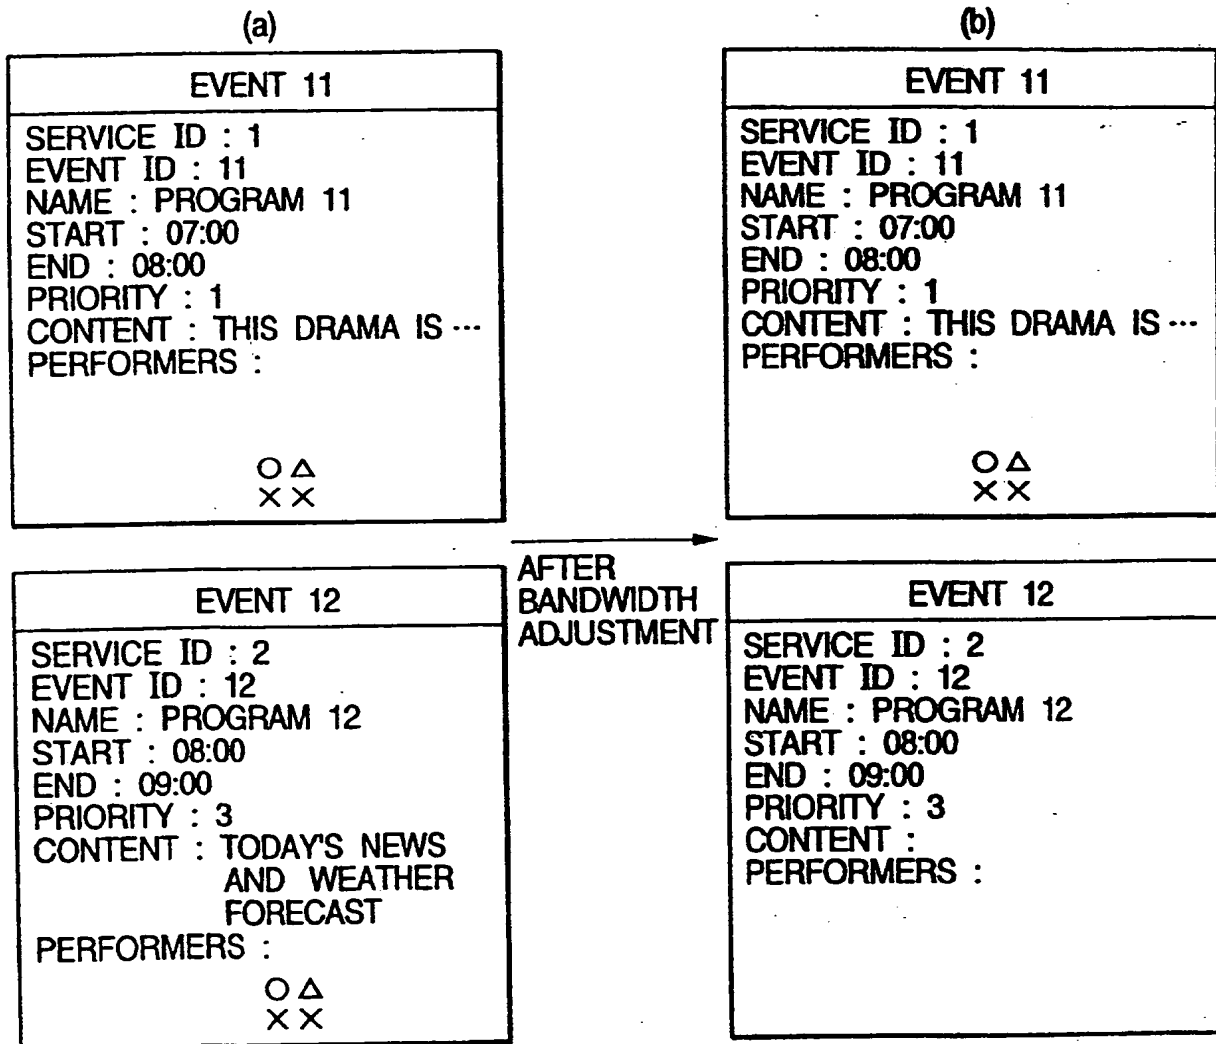 (a)
EVENT 11
SERVICE ID : 1
EVENT ID : 11
NAME : PROGRAM 11
START : 07:00
END : 08:00
PRIORITY : 1
CONTENT : THIS DRAMA IS ···
PERFORMERS :
○△
××
EVENT 12
SERVICE ID : 2
EVENT ID : 12
NAME : PROGRAM 12
START : 08:00
END : 09:00
PRIORITY : 3
CONTENT : TODAY'S NEWS
AND WEATHER
FORECAST
PERFORMERS :
○△
××
AFTER
BANDWIDTH
ADJUSTMENT
(b)
EVENT 11
SERVICE ID : 1
EVENT ID : 11
NAME : PROGRAM 11
START : 07:00
END : 08:00
PRIORITY : 1
CONTENT : THIS DRAMA IS ···
PERFORMERS :
○△
××
EVENT 12
SERVICE ID : 2
EVENT ID : 12
NAME : PROGRAM 12
START : 08:00
END : 09:00
PRIORITY : 3
CONTENT :
PERFORMERS :